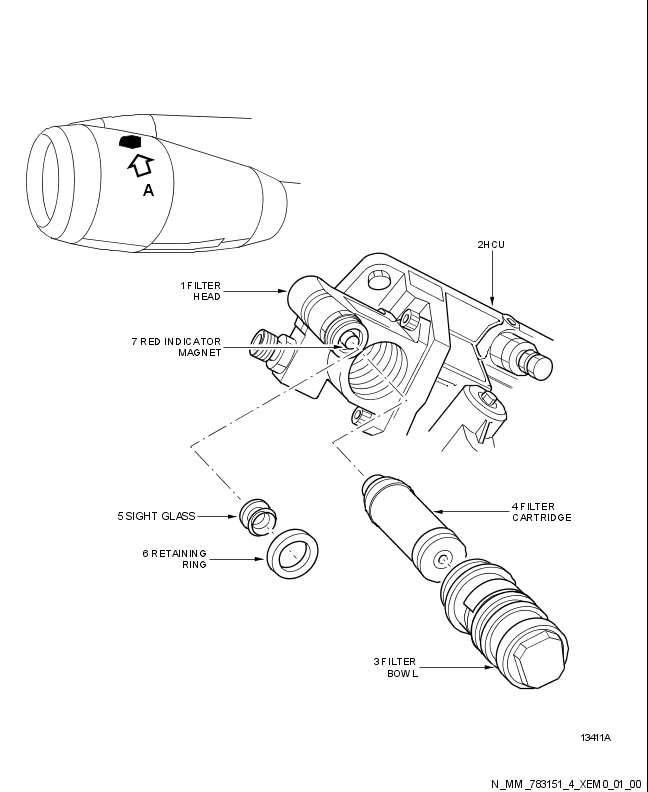 A
2 HCU
1 FILTER
HEAD
7 RED INDICATOR
MAGNET
4 FILTER
CARTRIDGE
5 SIGHT GLASS
6 RETAINING
RING
3 FILTER
BOWL
13411A
N_MM_783151_4_XEM0_01_00